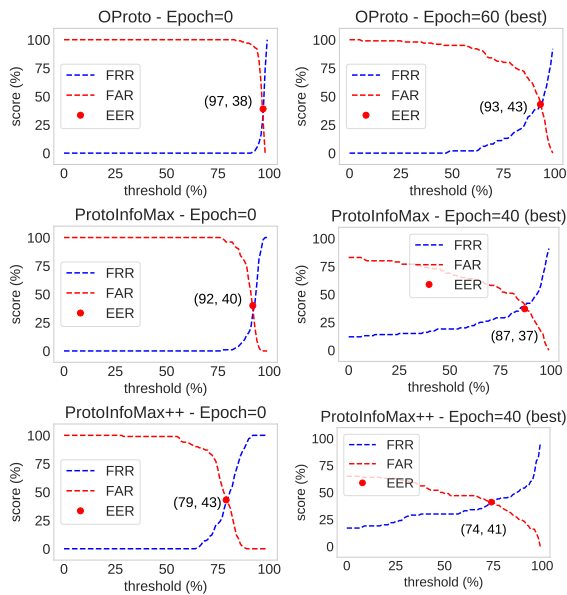 OProto - Epoch=0
100
75
50
25
0
score (%)
FRR
FAR
EER
(97, 38)
0 25 50 75 100
threshold (%)
OProto - Epoch=60 (best)
100
75
50
25
0
score (%)
FRR
FAR
EER
(93, 43)
0 25 50 75 100
threshold (%)
ProtoInfoMax - Epoch=0
100
75
50
25
0
score (%)
FRR
FAR
EER
(92, 40)
0 25 50 75 100
threshold (%)
ProtoInfoMax - Epoch=40 (best)
100
75
50
25
0
score (%)
FRR
FAR
EER
(87, 37)
0 25 50 75 100
threshold (%)
ProtoInfoMax++ - Epoch=0
100
75
50
25
0
score (%)
FRR
FAR
EER
(79, 43)
0 25 50 75 100
threshold (%)
ProtoInfoMax++ - Epoch=40 (best)
100
75
50
25
0
score (%)
FRR
FAR
EER
(74, 41)
0 25 50 75 100
threshold (%)